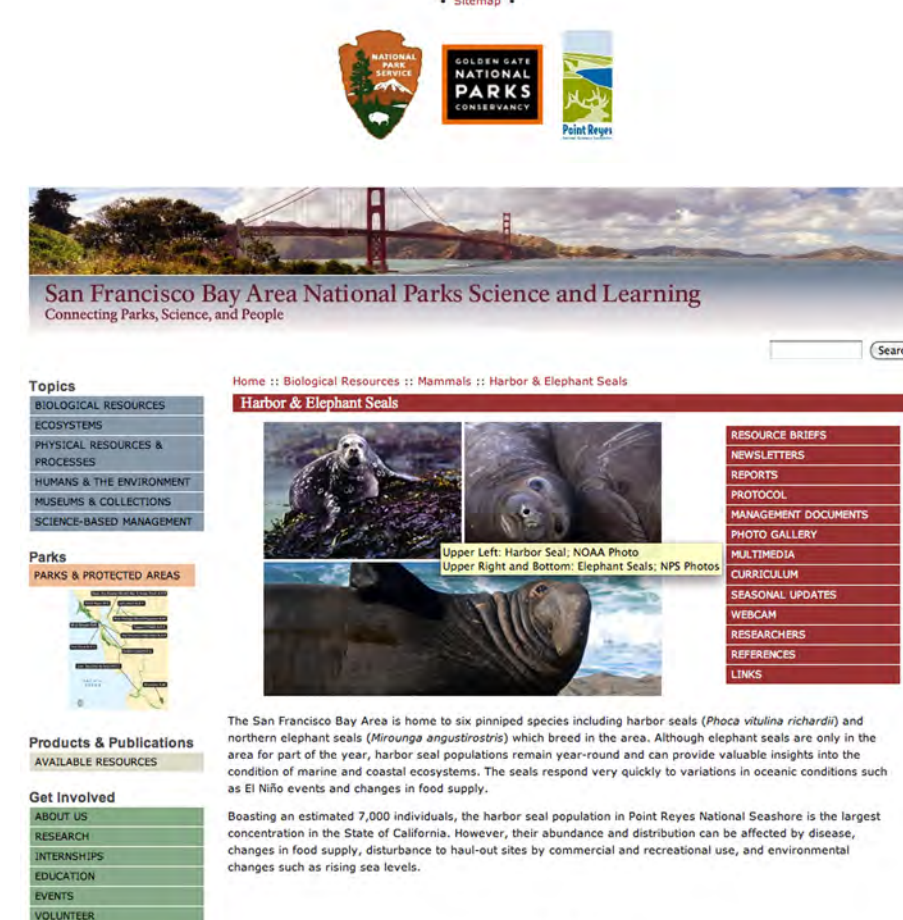 Sitemap
NATIONAL
PARK
SERVICE
GOLDEN GATE
NATIONAL
PARKS
CONSERVANCY
Point Reyes
San Francisco Bay Area National Parks Science and Learning
Connecting Parks, Science, and People
Sear
Topics
BIOLOGICAL RESOURCES
ECOSYSTEMS
PHYSICAL RESOURCES &
PROCESSES
HUMANS & THE ENVIRONMENT
MUSEUMS & COLLECTIONS
SCIENCE-BASED MANAGEMENT
Parks
PARKS & PROTECTED AREAS
Products & Publications
AVAILABLE RESOURCES
Get Involved
ABOUT US
RESEARCH
INTERNSHIPS
EDUCATION
EVENTS
VOLUNTEER
Home :: Biological Resources :: Mammals :: Harbor & Elephant Seals
Harbor & Elephant Seals
Upper Left: Harbor Seal; NOAA Photo
Upper Right and Bottom: Elephant Seals; NPS Photos
RESOURCE BRIEFS
NEWSLETTERS
REPORTS
PROTOCOL
MANAGEMENT DOCUMENTS
PHOTO GALLERY
MULTIMEDIA
CURRICULUM
SEASONAL UPDATES
WEBCAM
RESEARCHERS
REFERENCES
LINKS
The San Francisco Bay Area is home to six pinniped species including harbor seals (Phoca vitulina richardii) and
northern elephant seals (Mirounga angustirostris) which breed in the area. Although elephant seals are only in the
area for part of the year, harbor seal populations remain year-round and can provide valuable insights into the
condition of marine and coastal ecosystems. The seals respond very quickly to variations in oceanic conditions such
as El Niño events and changes in food supply.
Boasting an estimated 7,000 individuals, the harbor seal population in Point Reyes National Seashore is the largest
concentration in the State of California. However, their abundance and distribution can be affected by disease,
changes in food supply, disturbance to haul-out sites by commercial and recreational use, and environmental
changes such as rising sea levels.